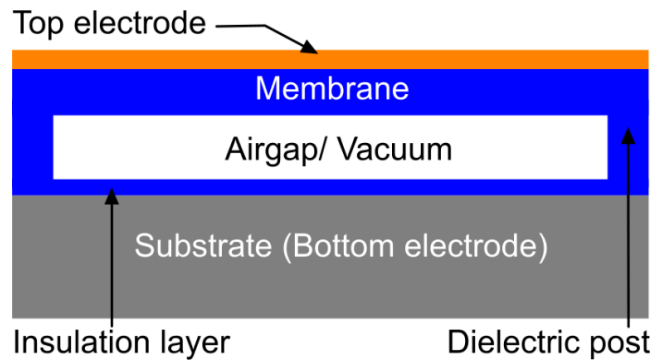 Top electrode
Membrane
Airgap/ Vacuum
Substrate (Bottom electrode)
Insulation layer
Dielectric post